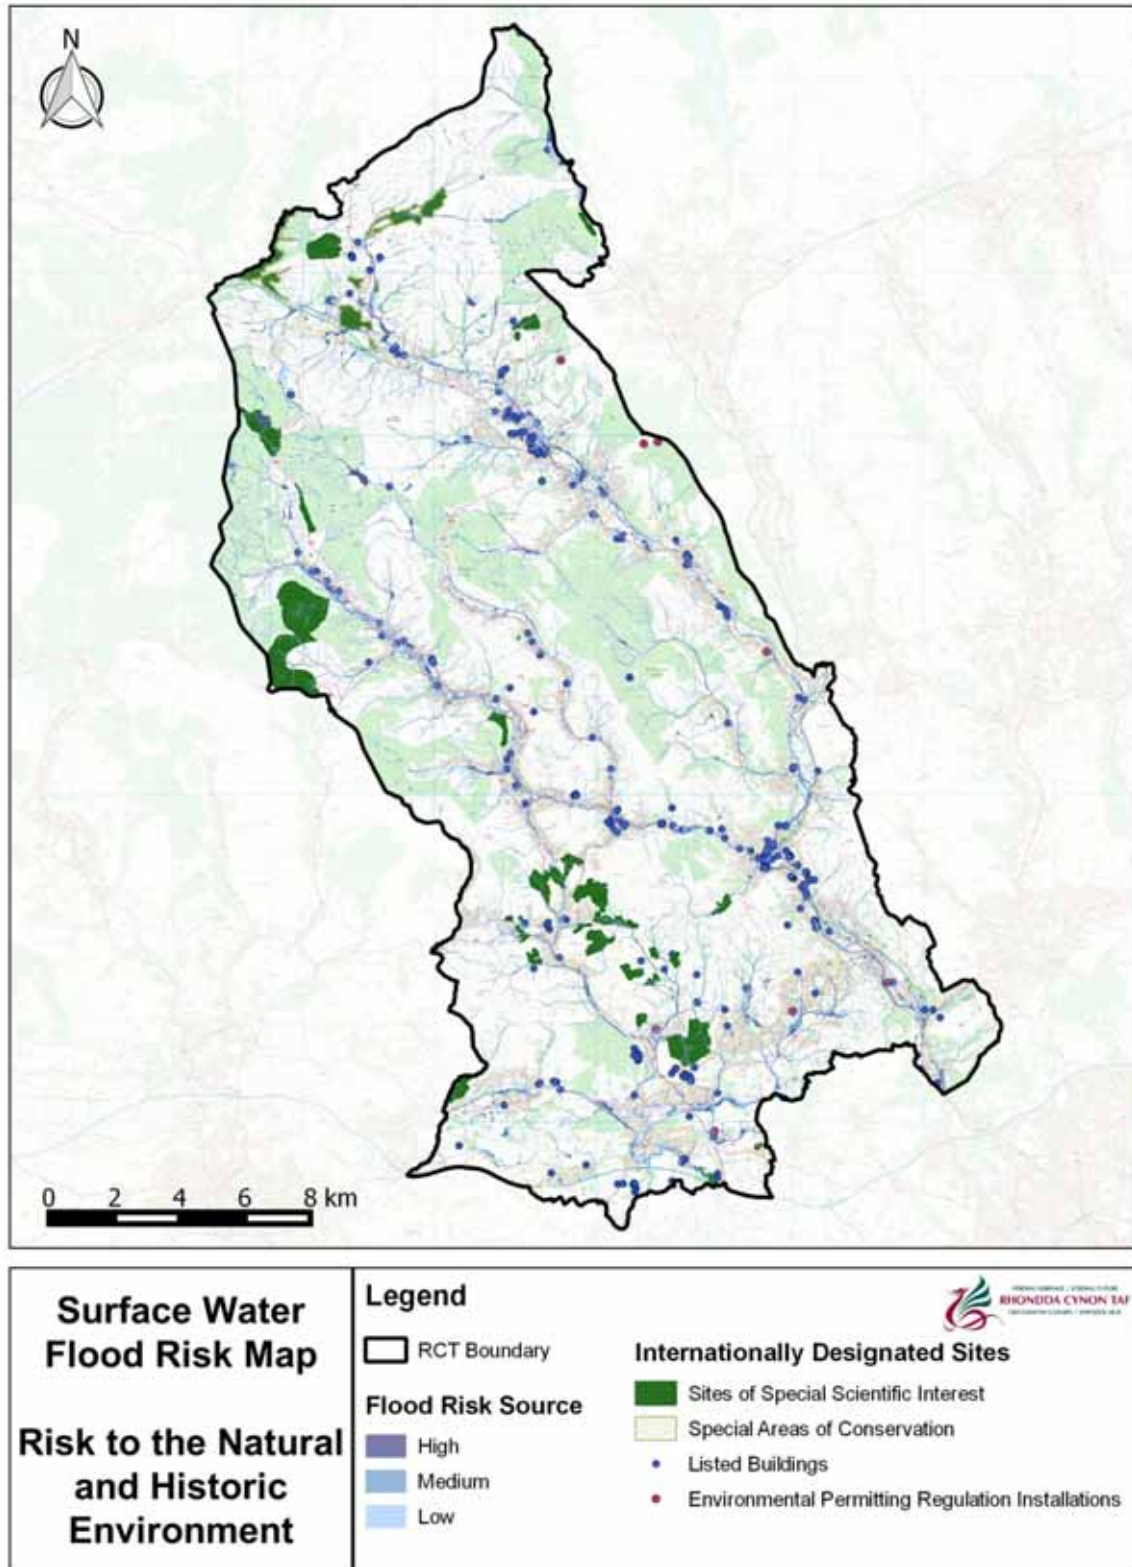 N
0 2 4 6 8 km
Surface Water
Flood Risk Map
Risk to the Natural
and Historic
Environment
Legend
RCT Boundary
Flood Risk Source
High
Medium
Low
RHONDDA CYNON TAF
Internationally Designated Sites
Sites of Special Scientific Interest
Special Areas of Conservation
Listed Buildings
Environmental Permitting Regulation Installations